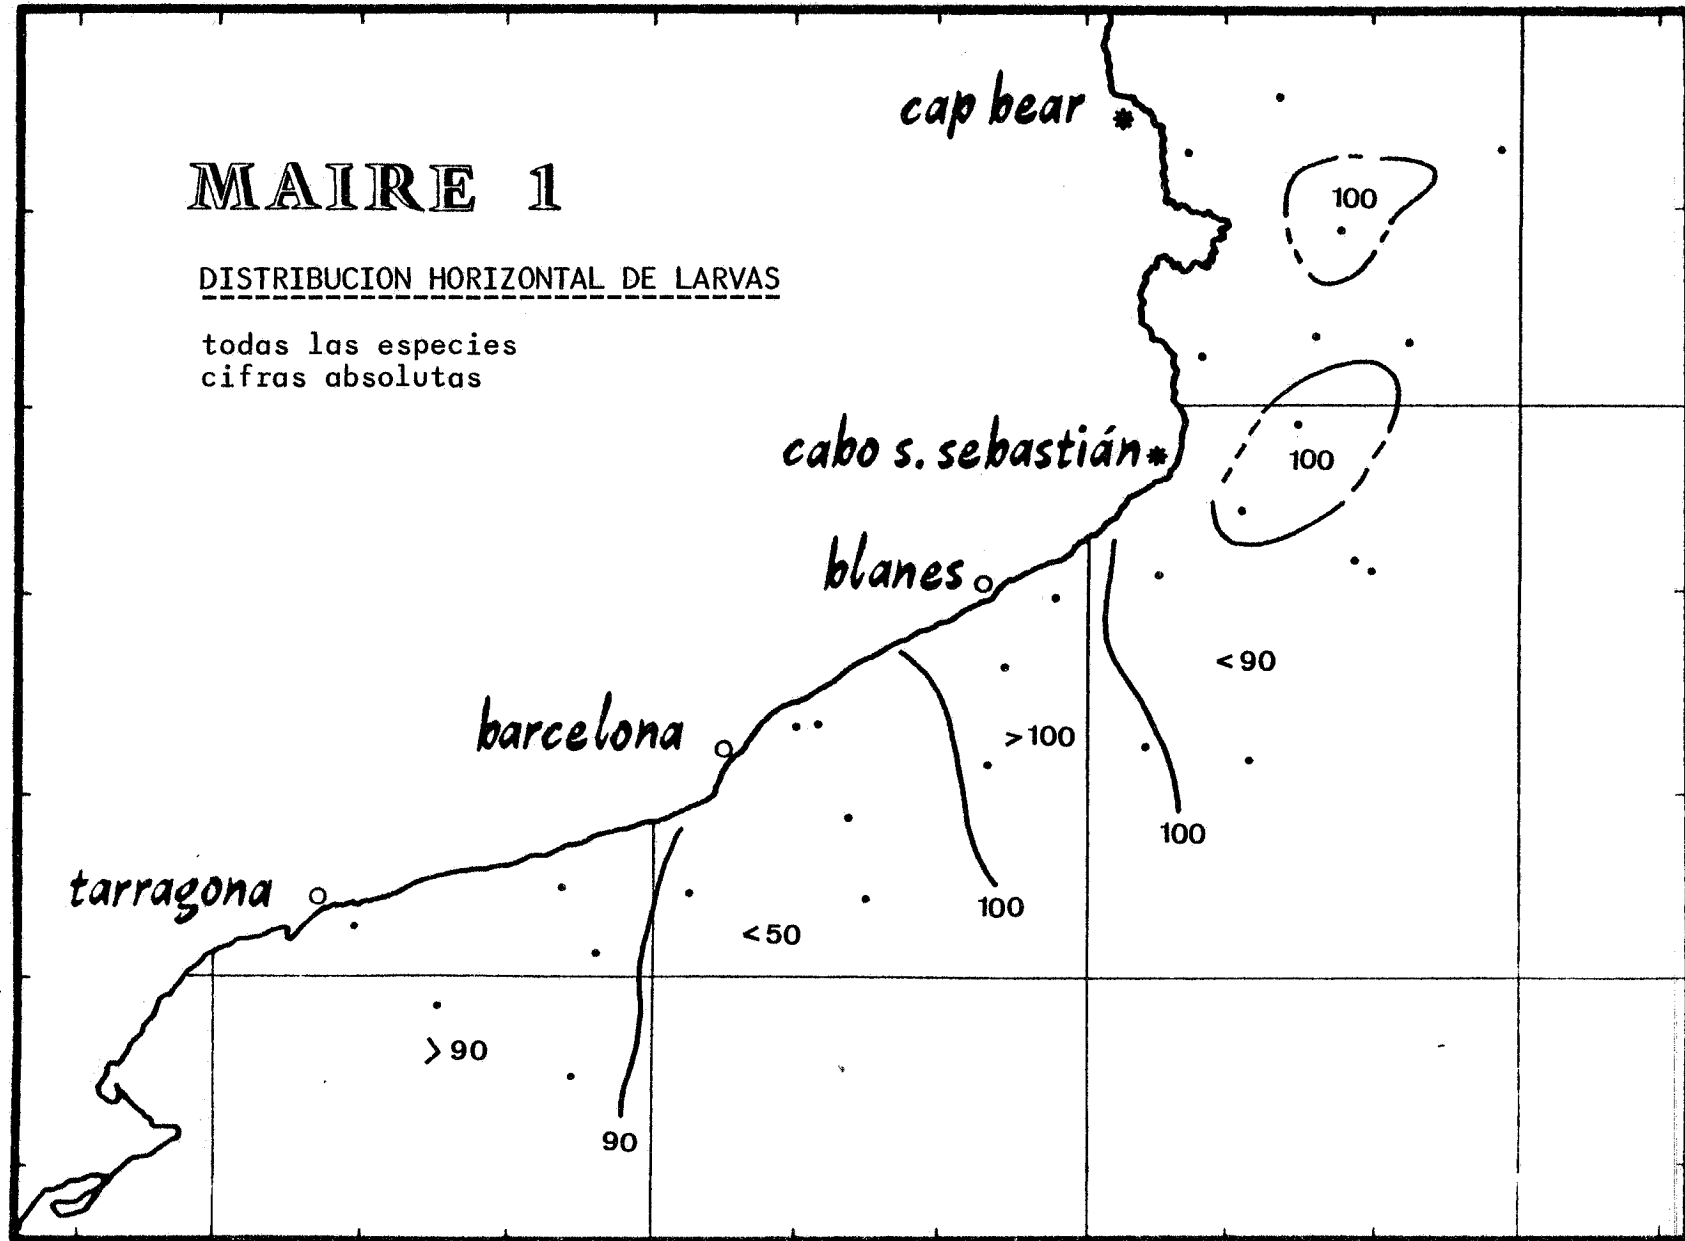 cap bear
MAIRE 1
100
DISTRIBUCION HORIZONTAL DE LARVAS
todas las especies
cifras absolutas
cabo s. sebastián
100
blanes
<90
barcelona
>100
100
tarragona
100
<50
>90
90